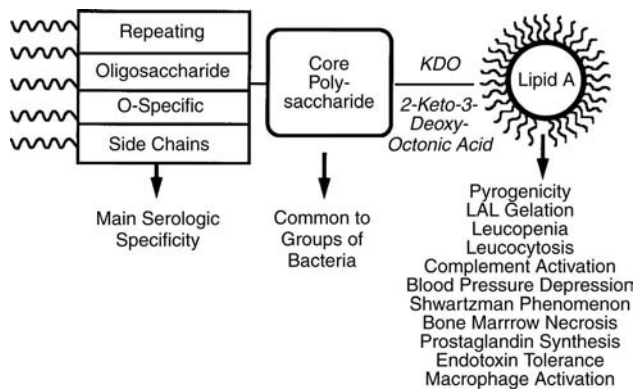 Repeating
Oligosaccharide
O-Specific
Side Chains
Main Serologic
Specificity
Core
Poly-
saccharide
Common to
Groups of
Bacteria
KDO
2-Keto-3-
Deoxy-
Octonic Acid
Lipid A
Pyrogenicity
LAL Gelation
Leucopenia
Leucocytosis
Complement Activation
Blood Pressure Depression
Shwartzman Phenomenon
Bone Marrrow Necrosis
Prostaglandin Synthesis
Endotoxin Tolerance
Macrophage Activation